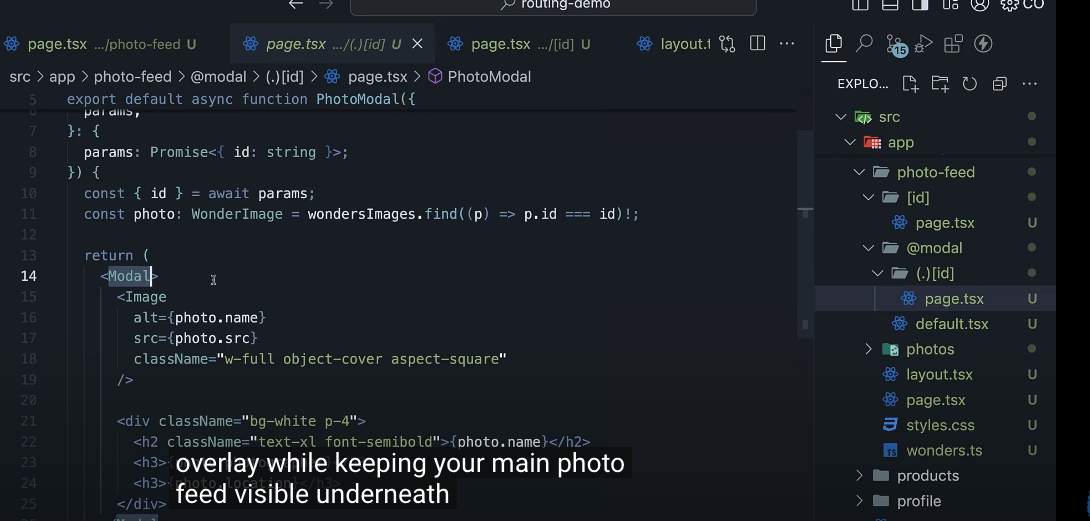 routing-demo
CO
page.tsx .../photo-feed U
page.tsx .../(.)[id] U
page.tsx .../[id] U
layout.t
src > app > photo-feed > @modal > (.)[id] > page.tsx > PhotoModal
5 export default async function PhotoModal({
params,
7 }: {
8 params: Promise<{ id: string }>;
9 }) {
10 const { id } = await params;
11 const photo: WonderImage = wondersImages.find((p) => p.id === id)!;
12
13 return (
14 <Modal>
15 <Image
16 alt={photo.name}
17 src={photo.src}
18 className="w-full object-cover aspect-square"
19 />
20
21 <div className="bg-white p-4">
22 <h2 className="text-xl font-semibold">{photo.name}</h2>
23 <h3>
24 <h3>{photo.location}</h3>
25 </div>
overlay while keeping your main photo
feed visible underneath
15
EXPLO...
src
app
photo-feed
[id]
page.tsx U
@modal
(.)[id]
page.tsx U
default.tsx U
photos
layout.tsx U
page.tsx U
styles.css U
wonders.ts U
products
profile